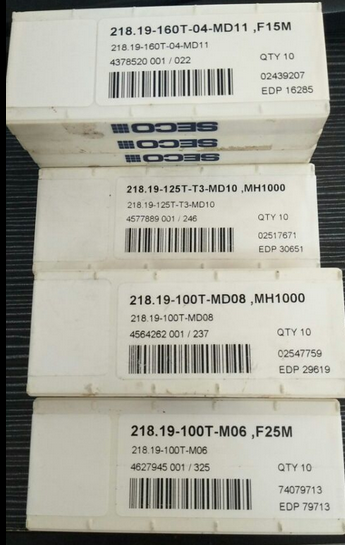 218.19-160T-04-MD11 ,F15M
218.19-160T-04-MD11
4378520 001 / 022
QTY 10
02439207
EDP 16285
SECO
SECO
SECO
218.19-125T-T3-MD10 ,MH1000
218.19-125T-T3-MD10
4577889 001 / 246
QTY 10
02517671
EDP 30651
218.19-100T-MD08 ,MH1000
218.19-100T-MD08
4564262 001 / 237
QTY 10
02547759
EDP 29619
218.19-100T-M06 ,F25M
218.19-100T-M06
4627945 001 / 325
QTY 10
74079713
EDP 79713